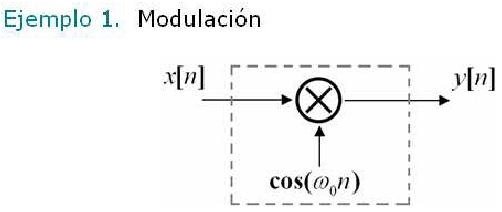 Ejemplo 1. Modulación
x[n]
y[n]
cos(ω₀n)